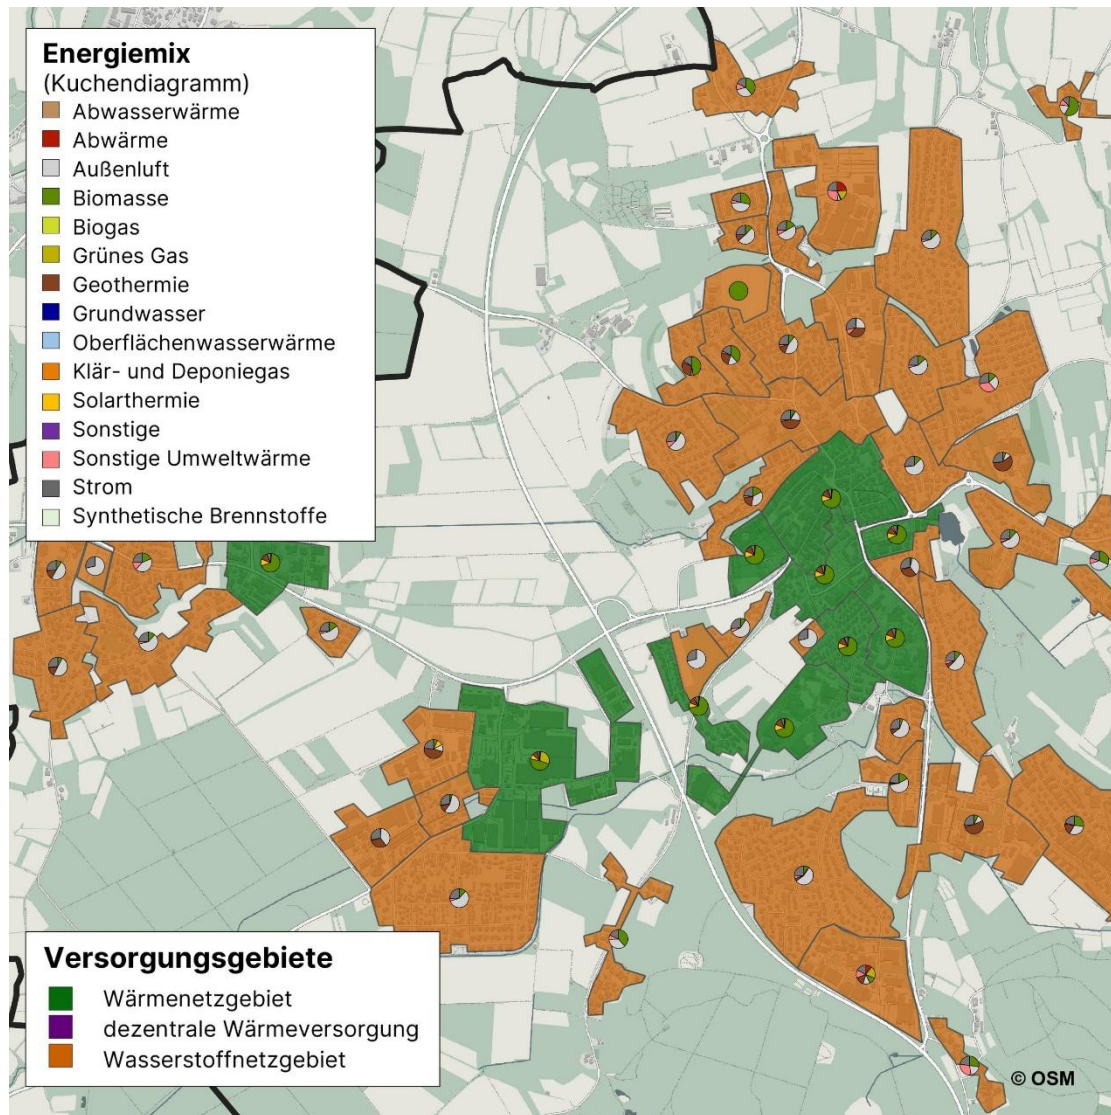 Energiemix
(Kuchendiagramm)
Abwasserwärme
Abwärme
Außenluft
Biomasse
Biogas
Grünes Gas
Geothermie
Grundwasser
Oberflächenwasserwärme
Klär- und Deponiegas
Solarthermie
Sonstige
Sonstige Umweltwärme
Strom
Synthetische Brennstoffe
Versorgungsgebiete
Wärmenetzgebiet
dezentrale Wärmeversorgung
Wasserstoffnetzgebiet
© OSM